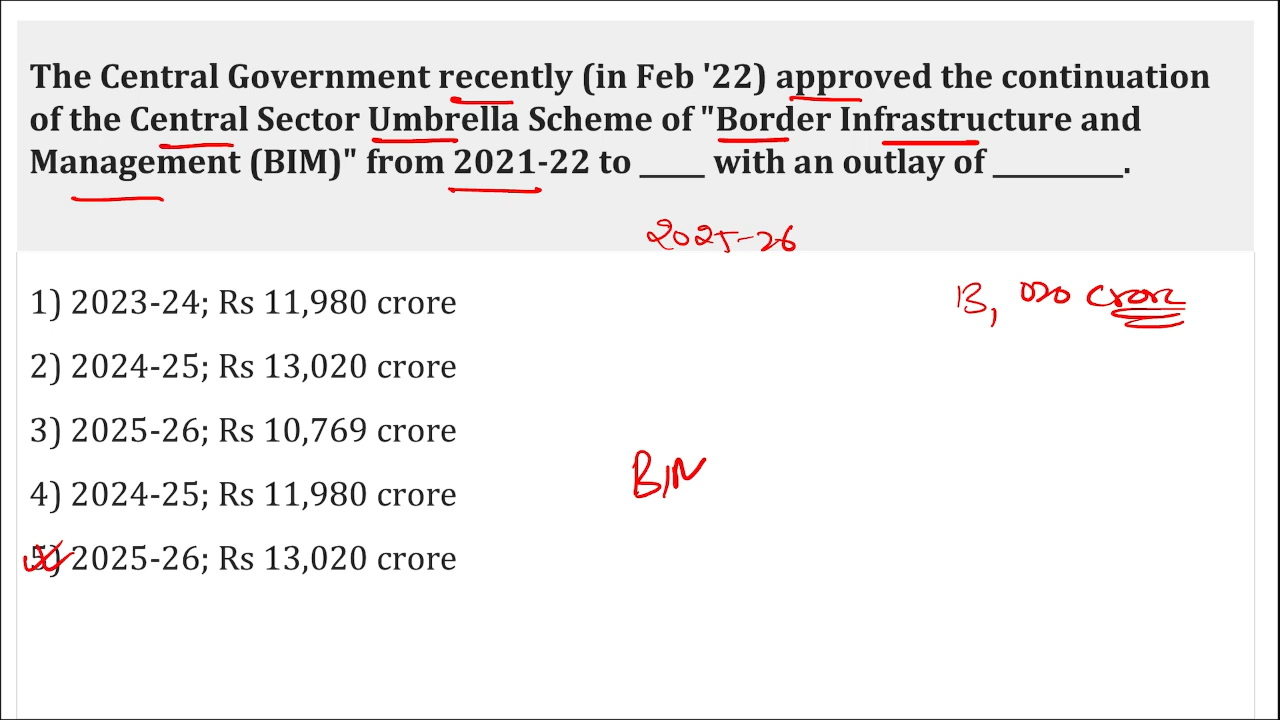 The Central Government recently (in Feb '22) approved the continuation
of the Central Sector Umbrella Scheme of "Border Infrastructure and
Management (BIM)" from 2021-22 to ____ with an outlay of ________.
2025-26
1) 2023-24; Rs 11,980 crore
13, 020 crore
2) 2024-25; Rs 13,020 crore
3) 2025-26; Rs 10,769 crore
BIM
4) 2024-25; Rs 11,980 crore
5) 2025-26; Rs 13,020 crore